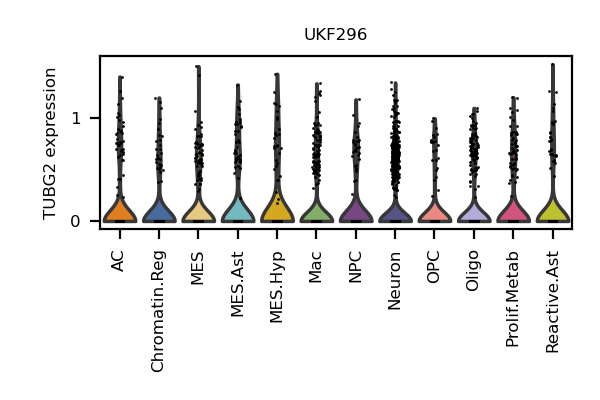 UKF296
TUBG2 expression
1
0
AC
Chromatin.Reg
MES
MES.Ast
MES.Hyp
Mac
NPC
Neuron
OPC
Oligo
Prolif.Metab
Reactive.Ast